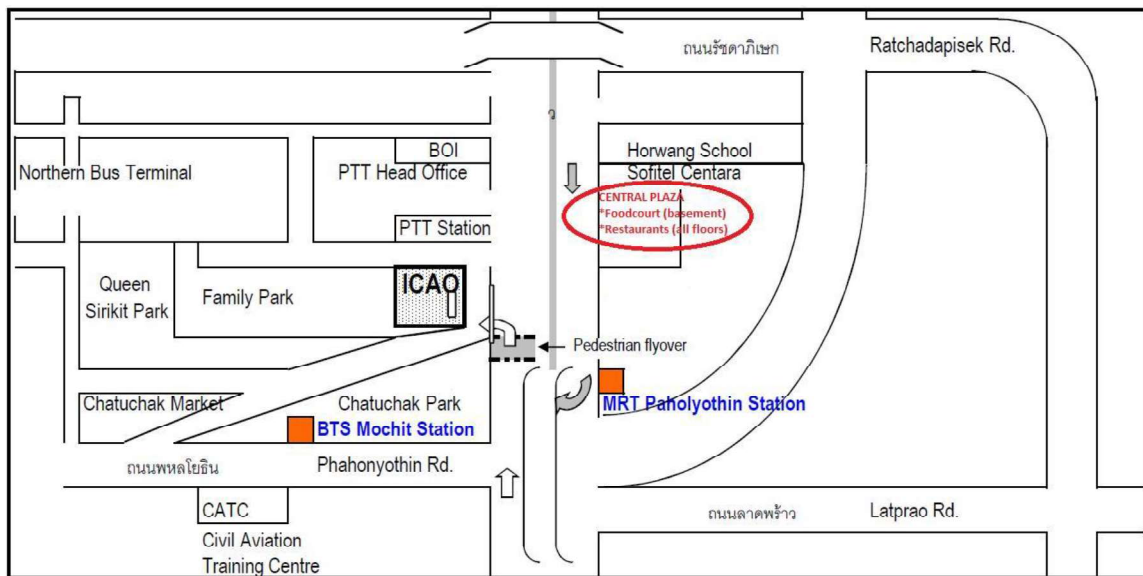 ถนนรัชดาภิเษก
Ratchadapisek Rd.
ว
BOI
Horwang School
Northern Bus Terminal
PTT Head Office
Sofitel Centara
CENTRAL PLAZA
*Foodcourt (basement)
*Restaurants (all floors)
PTT Station
ICAO
Queen
Sirikit Park
Family Park
Pedestrian flyover
Chatuchak Market
Chatuchak Park
MRT Paholyothin Station
BTS Mochit Station
ถนนพหลโยธิน
Phahonyothin Rd.
CATC
ถนนลาดพร้าว
Latprao Rd.
Civil Aviation
Training Centre